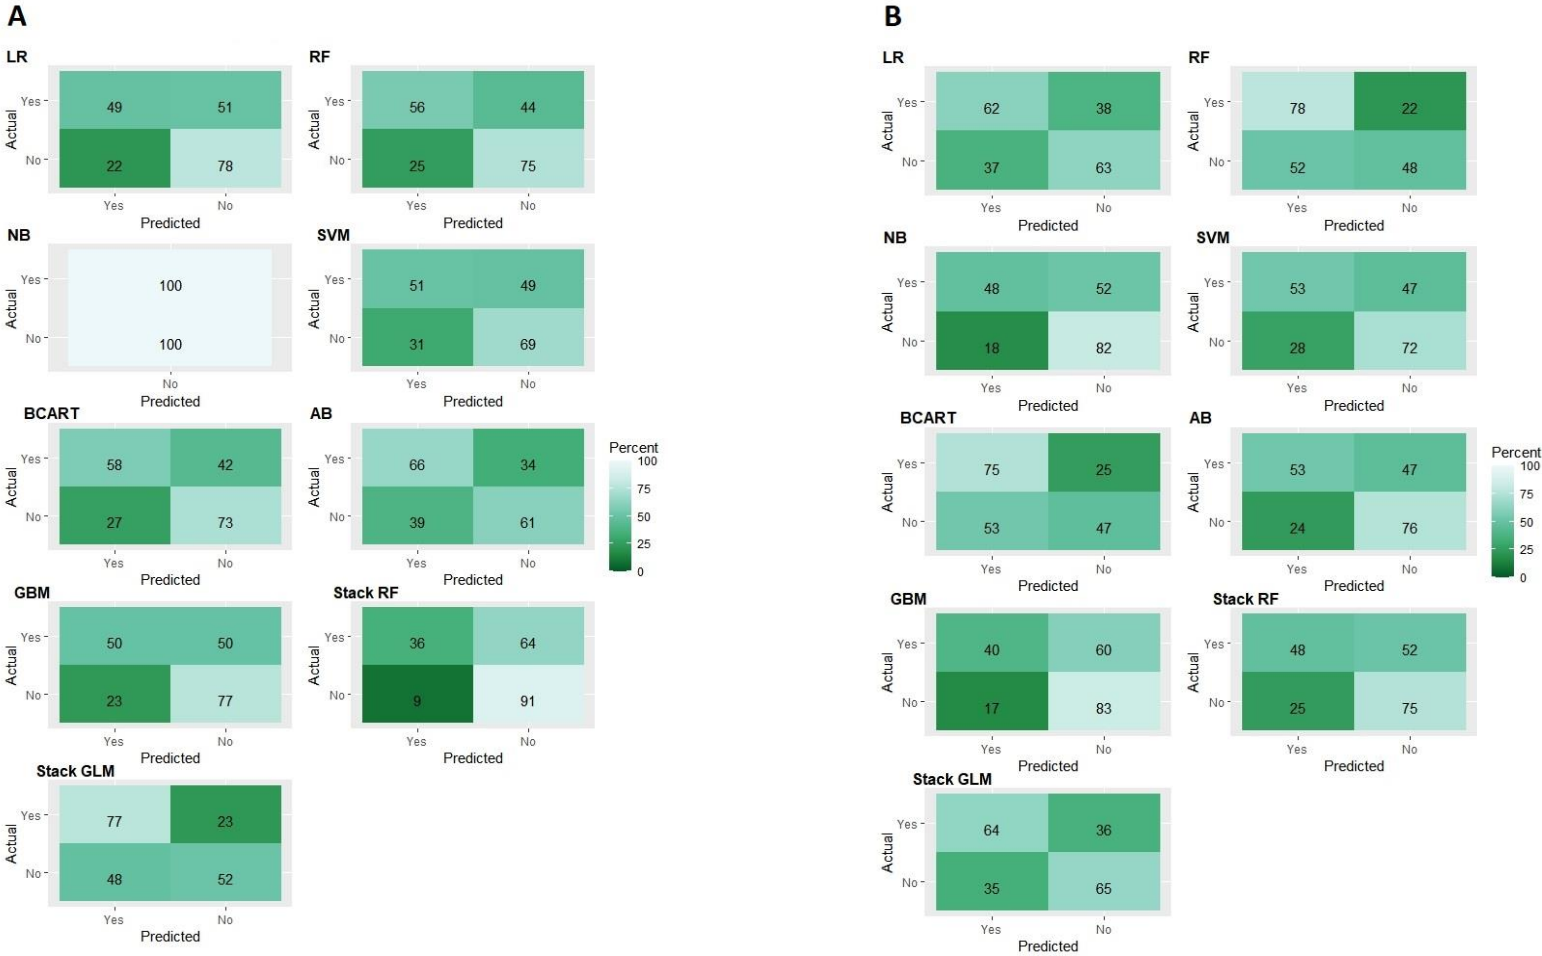 A
LR
Actual
Yes
49
51
No
22
78
Yes
No
Predicted
RF
Actual
Yes
56
44
No
25
75
Yes
No
Predicted
NB
Actual
Yes
100
No
100
No
Predicted
SVM
Actual
Yes
51
49
No
31
69
Yes
No
Predicted
BCART
Actual
Yes
58
42
No
27
73
Yes
No
Predicted
AB
Actual
Yes
66
34
No
39
61
Yes
No
Predicted
Percent
100
75
50
25
0
GBM
Actual
Yes
50
50
No
23
77
Yes
No
Predicted
Stack RF
Actual
Yes
36
64
No
9
91
Yes
No
Predicted
Stack GLM
Actual
Yes
77
23
No
48
52
Yes
No
Predicted
B
LR
Actual
Yes
62
38
No
37
63
Yes
No
Predicted
RF
Actual
Yes
78
22
No
52
48
Yes
No
Predicted
NB
Actual
Yes
48
52
No
18
82
Yes
No
Predicted
SVM
Actual
Yes
53
47
No
28
72
Yes
No
Predicted
BCART
Actual
Yes
75
25
No
53
47
Yes
No
Predicted
AB
Actual
Yes
53
47
No
24
76
Yes
No
Predicted
Percent
100
75
50
25
0
GBM
Actual
Yes
40
60
No
17
83
Yes
No
Predicted
Stack RF
Actual
Yes
48
52
No
25
75
Yes
No
Predicted
Stack GLM
Actual
Yes
64
36
No
35
65
Yes
No
Predicted